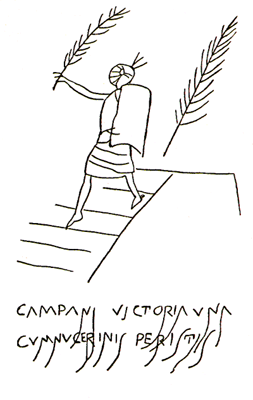 CAMPANI VICTORIA VNA
CVM NVCERINIS PERISTIS